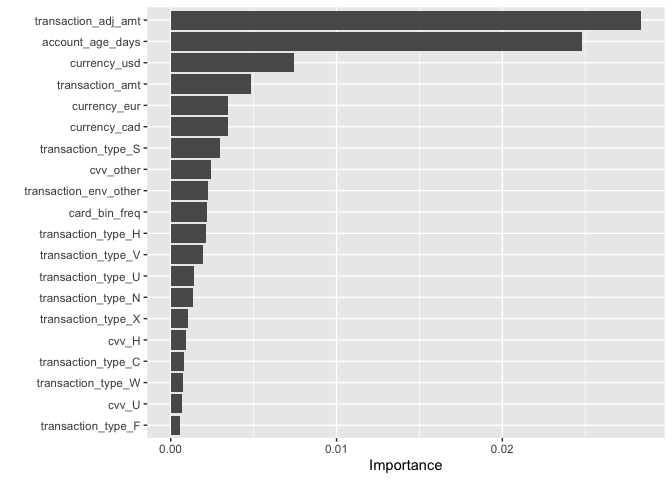 transaction_adj_amt
account_age_days
currency_usd
transaction_amt
currency_eur
currency_cad
transaction_type_S
cvv_other
transaction_env_other
card_bin_freq
transaction_type_H
transaction_type_V
transaction_type_U
transaction_type_N
transaction_type_X
cvv_H
transaction_type_C
transaction_type_W
cvv_U
transaction_type_F
0.00 0.01 0.02
Importance